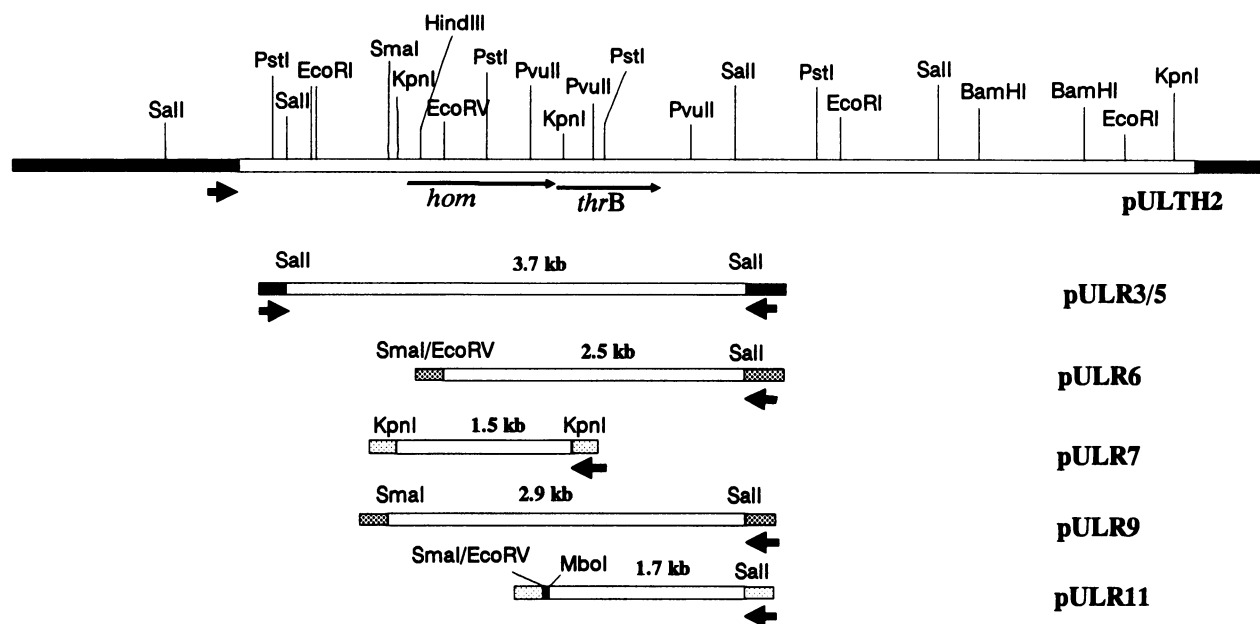 HindIII
SmaI
PstI
EcoRI
KpnI
PstI
PvuII
PstI
SalI
PstI
SalI
KpnI
SalI
SalI
EcoRV
KpnI
PvuII
PvuII
EcoRI
BamHI
BamHI
EcoRI
hom
thrB
pULTH2
SalI
3.7 kb
SalI
pULR3/5
SmaI/EcoRV
2.5 kb
SalI
pULR6
KpnI
1.5 kb
KpnI
pULR7
SmaI
2.9 kb
SalI
pULR9
SmaI/EcoRV
MboI
1.7 kb
SalI
pULR11